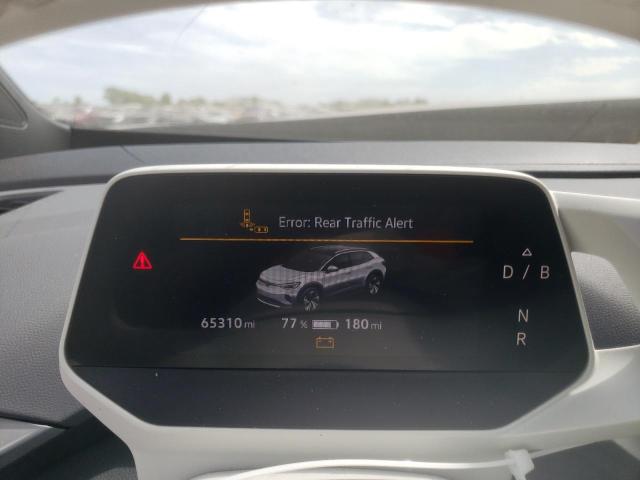 Error: Rear Traffic Alert
D / B
65310 mi 77 % 180 mi
N
R